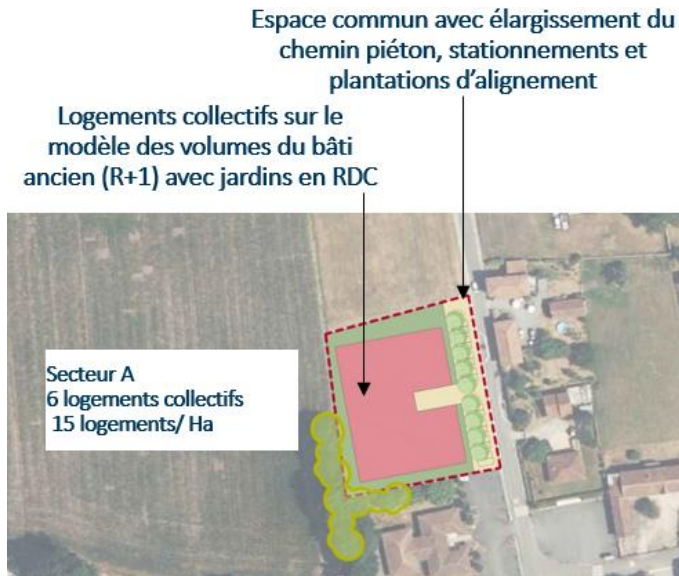 Espace commun avec élargissement du
chemin piéton, stationnements et
plantations d'alignement
Logements collectifs sur le
modèle des volumes du bâti
ancien (R+1) avec jardins en RDC
Secteur A
6 logements collectifs
15 logements/ Ha